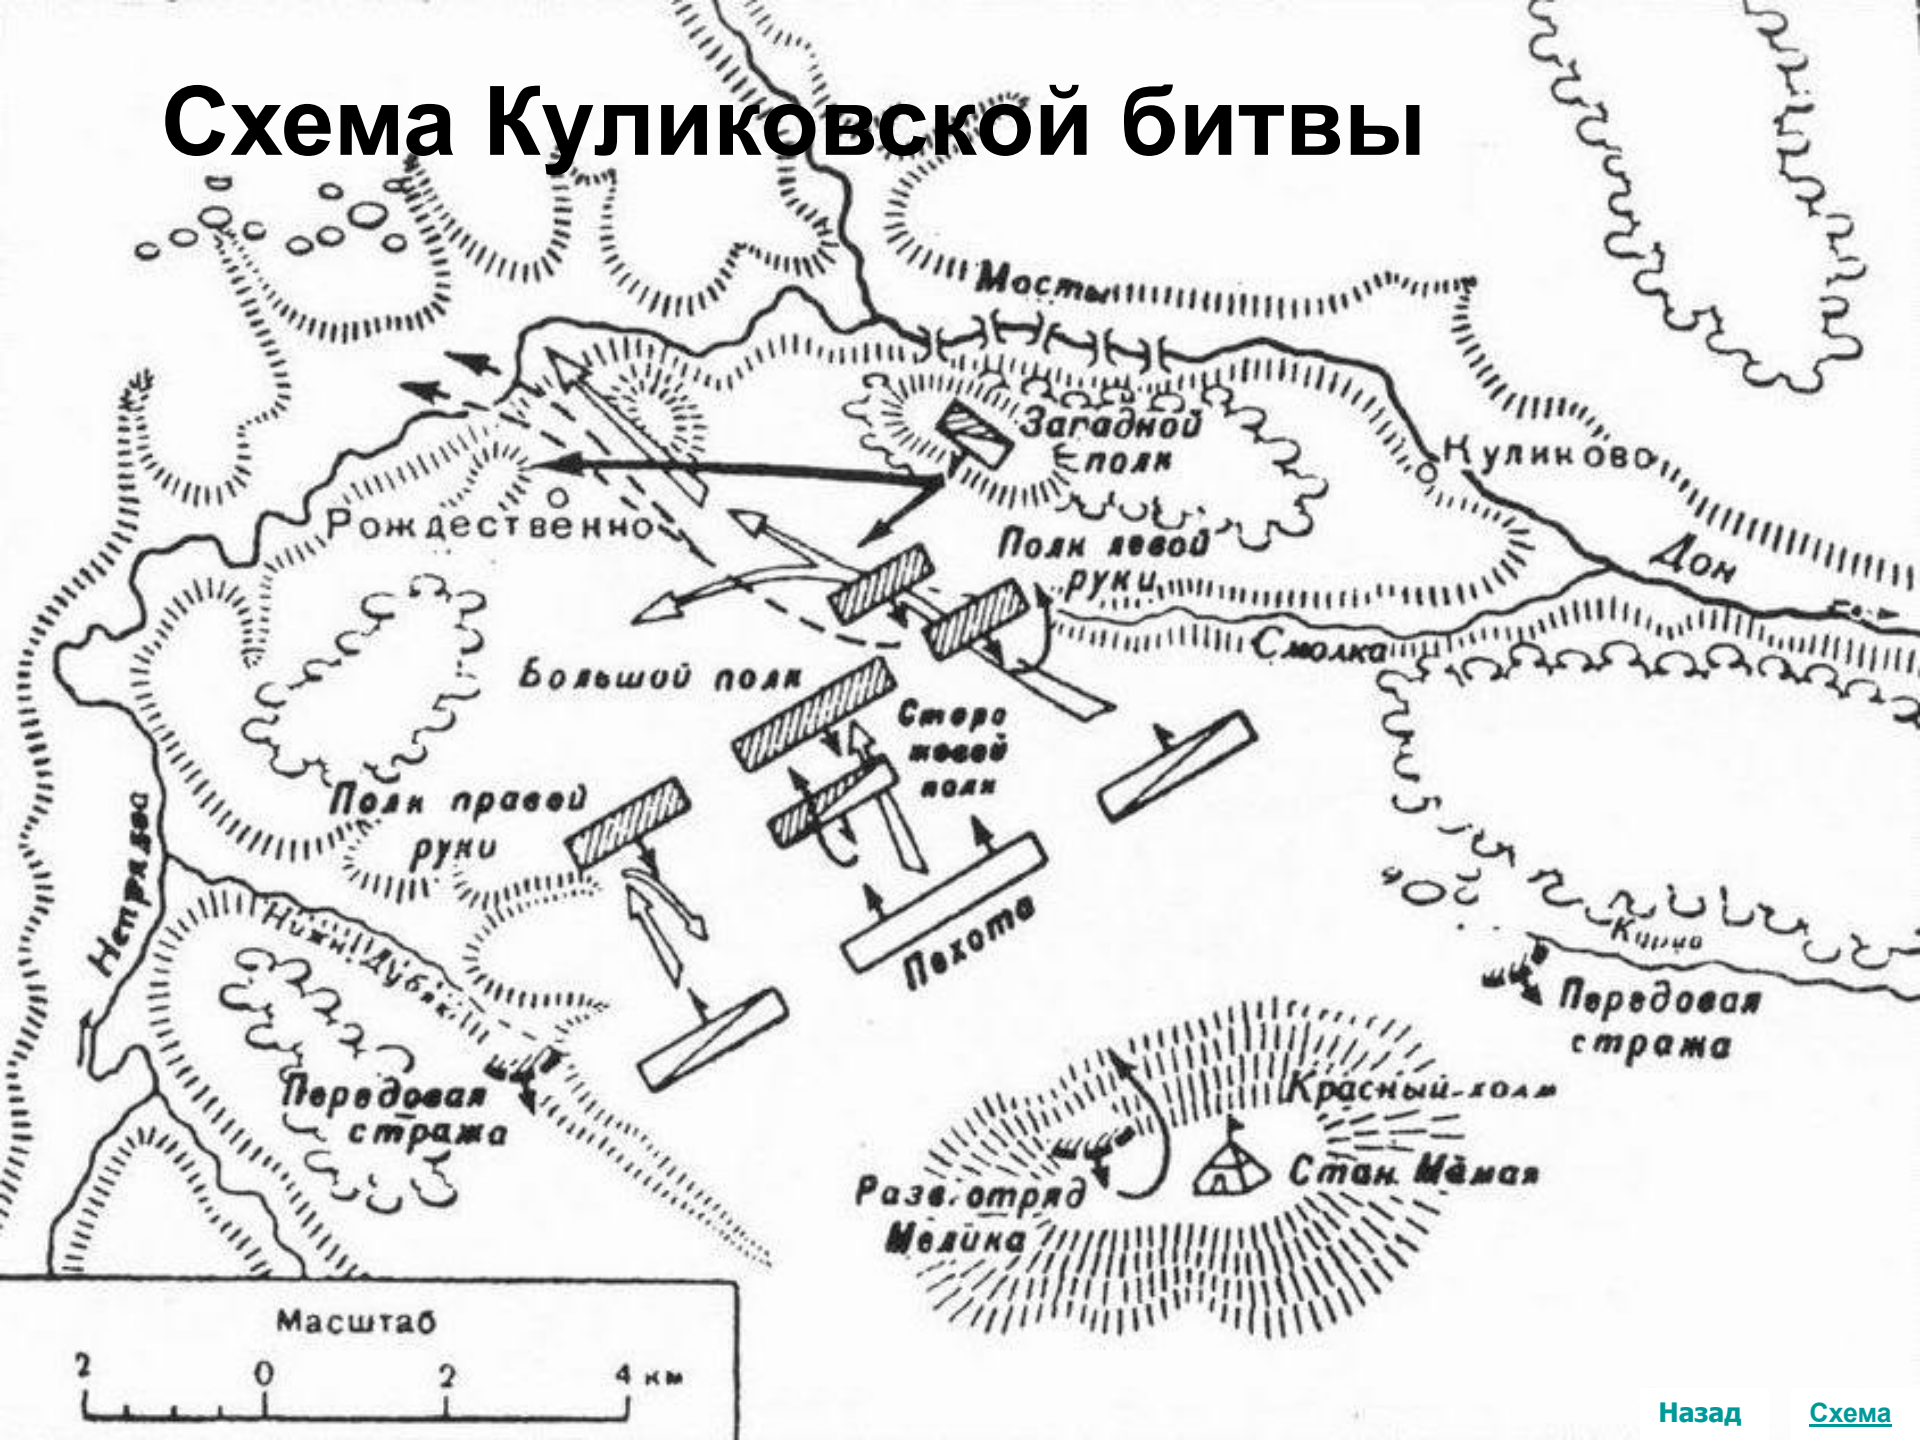 Схема Куликовской битвы
Мосты
Загадной
полк
Куликово
Рождественно
Полк левой
руки
Дон
Смолка
Большой полк
Сторо
жевой
полк
Полк правой
руки
Непрядва
Нижн. Дубяк
Пехота
Передовая
стража
Передовая
стража
Красный-холм
Стан Мамая
Разв. отряд
Мелика
Масштаб
2 0 2 4 км
Назад Схема